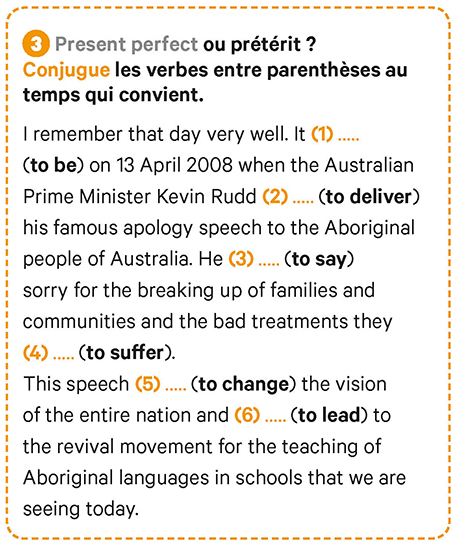 3 Present perfect ou prétérit ?
Conjugue les verbes entre parenthèses au
temps qui convient.
I remember that day very well. It (1) .....
(to be) on 13 April 2008 when the Australian
Prime Minister Kevin Rudd (2) ..... (to deliver)
his famous apology speech to the Aboriginal
people of Australia. He (3) ..... (to say)
sorry for the breaking up of families and
communities and the bad treatments they
(4) ..... (to suffer).
This speech (5) ..... (to change) the vision
of the entire nation and (6) ..... (to lead) to
the revival movement for the teaching of
Aboriginal languages in schools that we are
seeing today.